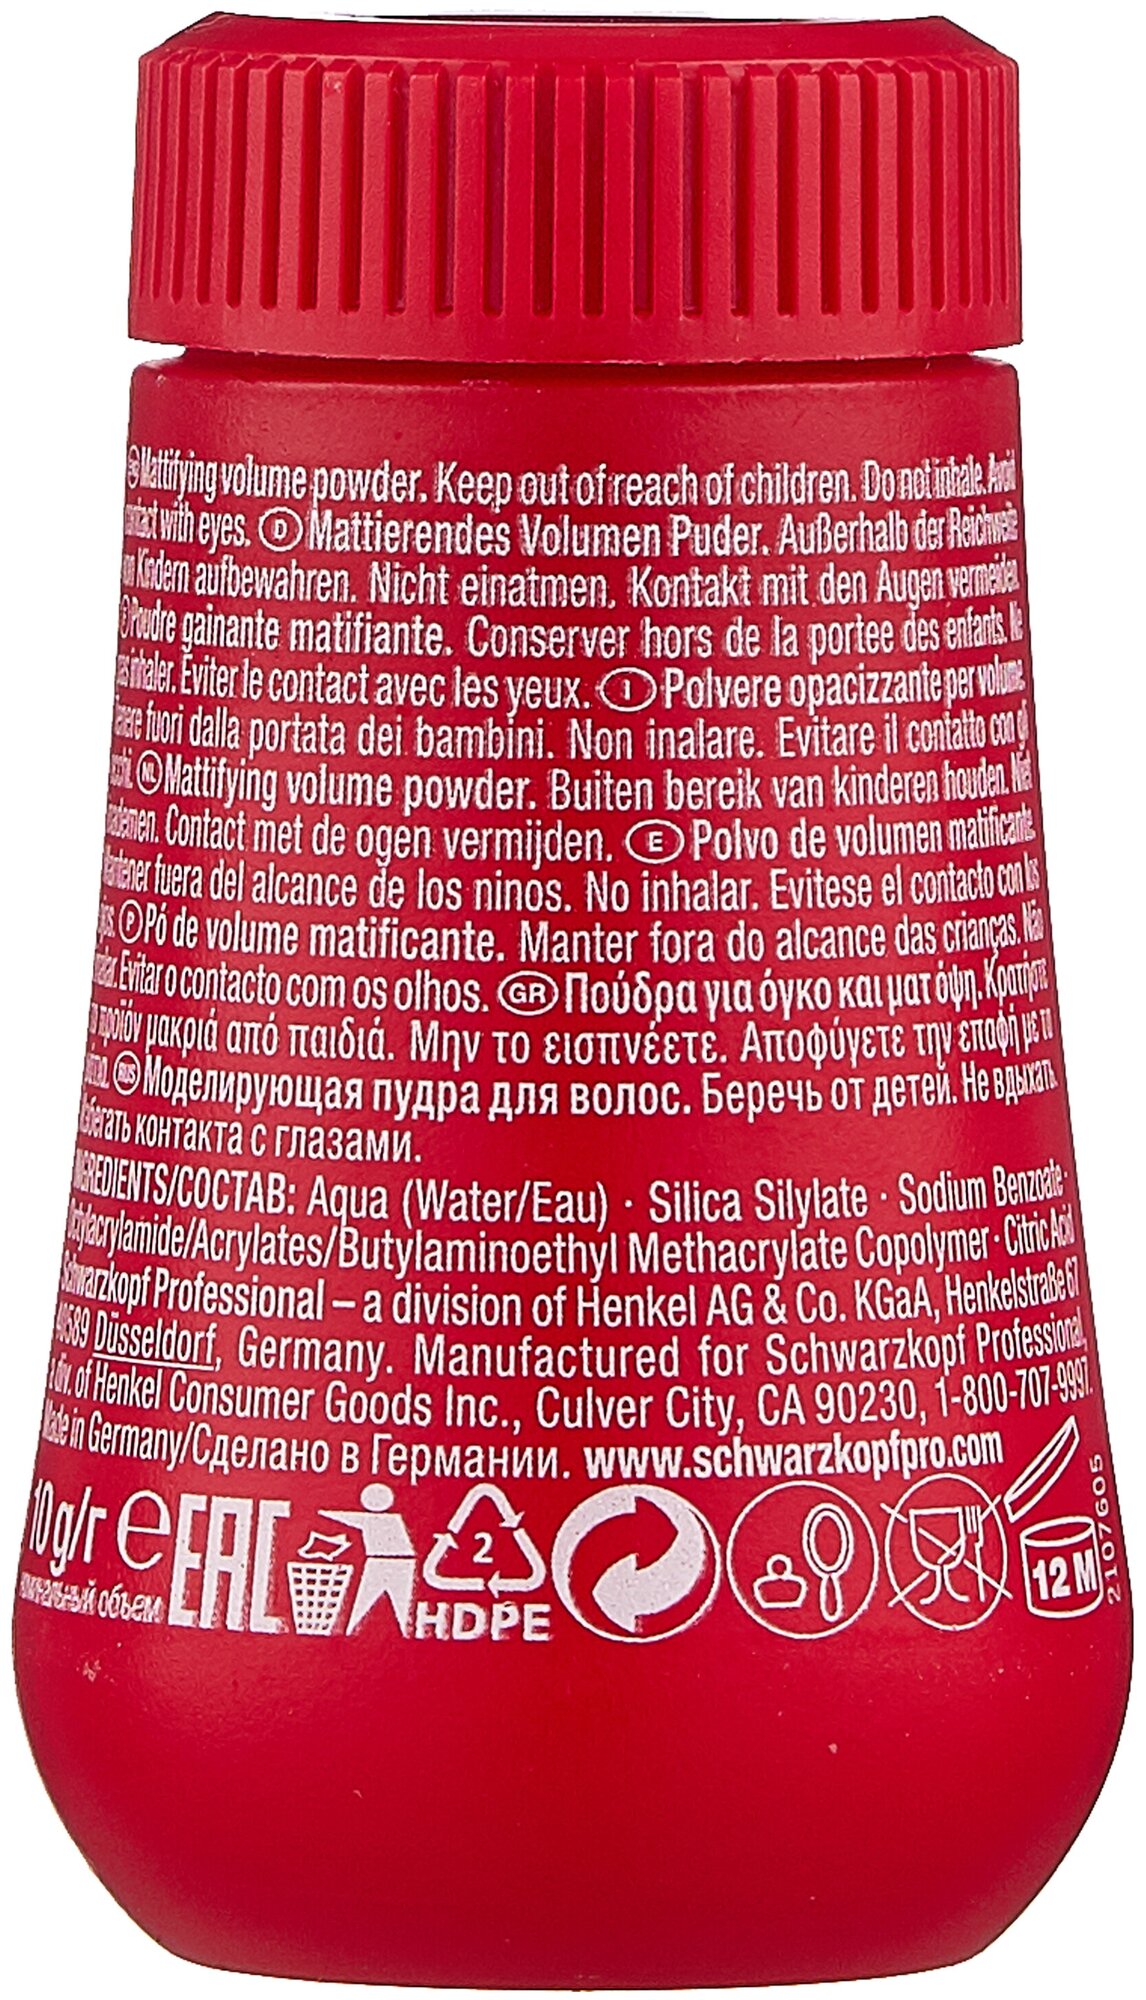 Mattifying volume powder. Keep out of reach of children. Do not inhale. Avoid
contact with eyes. D Mattierendes Volumen Puder. Außerhalb der Reichweite
von Kindern aufbewahren. Nicht einatmen. Kontakt mit den Augen vermeiden.
F Poudre gainante matifiante. Conserver hors de la portee des enfants. Ne
pas inhaler. Eviter le contact avec les yeux. I Polvere opacizzante per volume.
Tenere fuori dalla portata dei bambini. Non inalare. Evitare il contatto con gli
occhi. NL Mattifying volume powder. Buiten bereik van kinderen houden. Niet
inademen. Contact met de ogen vermijden. E Polvo de volumen matificante.
Mantener fuera del alcance de los ninos. No inhalar. Evitese el contacto con los
ojos. P Pó de volume matificante. Manter fora do alcance das crianças. Não
inalar. Evitar o contacto com os olhos. GR Πούδρα για όγκο και ματ όψη. Κρατήστε
το προϊόν μακριά από παιδιά. Μην το εισπνέετε. Αποφύγετε την επαφή με τα
μάτια. RUS Моделирующая пудра для волос. Беречь от детей. Не вдыхать.
Избегать контакта с глазами.
INGREDIENTS/СОСТАВ: Aqua (Water/Eau) · Silica Silylate · Sodium Benzoate ·
Octylacrylamide/Acrylates/Butylaminoethyl Methacrylate Copolymer · Citric Acid
Schwarzkopf Professional – a division of Henkel AG & Co. KGaA, Henkelstraße 67
40589 Düsseldorf, Germany. Manufactured for Schwarzkopf Professional,
a div. of Henkel Consumer Goods Inc., Culver City, CA 90230, 1-800-707-9997.
Made in Germany/Сделано в Германии. www.schwarzkopfpro.com
10 g/г e EAC
объем
2
HDPE
12 M
2107605